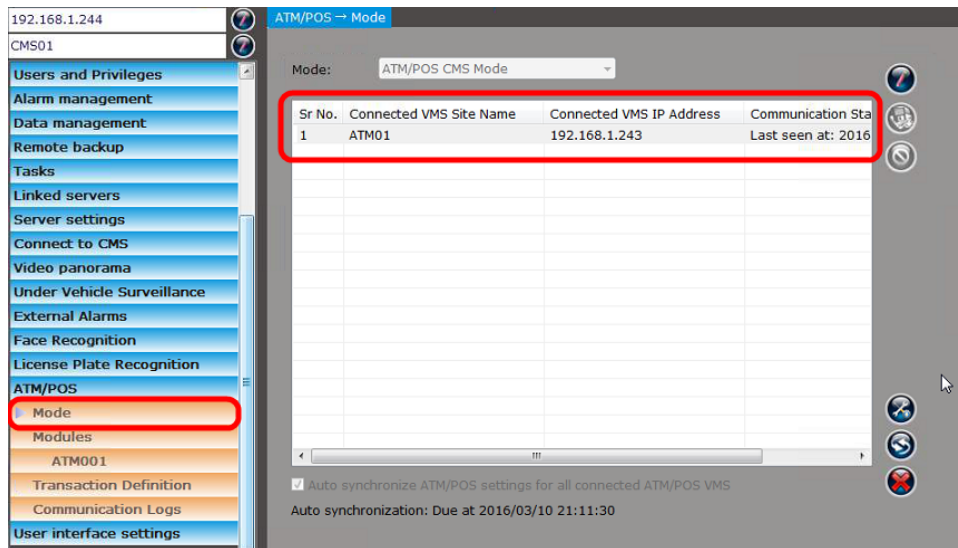 192.168.1.244
CMS01
Users and Privileges
Alarm management
Data management
Remote backup
Tasks
Linked servers
Server settings
Connect to CMS
Video panorama
Under Vehicle Surveillance
External Alarms
Face Recognition
License Plate Recognition
ATM/POS
Mode
Modules
ATM001
Transaction Definition
Communication Logs
User interface settings
ATM/POS → Mode
Mode: ATM/POS CMS Mode
Sr No. Connected VMS Site Name Connected VMS IP Address Communication Sta
1 ATM01 192.168.1.243 Last seen at: 2016
Auto synchronize ATM/POS settings for all connected ATM/POS VMS
Auto synchronization: Due at 2016/03/10 21:11:30